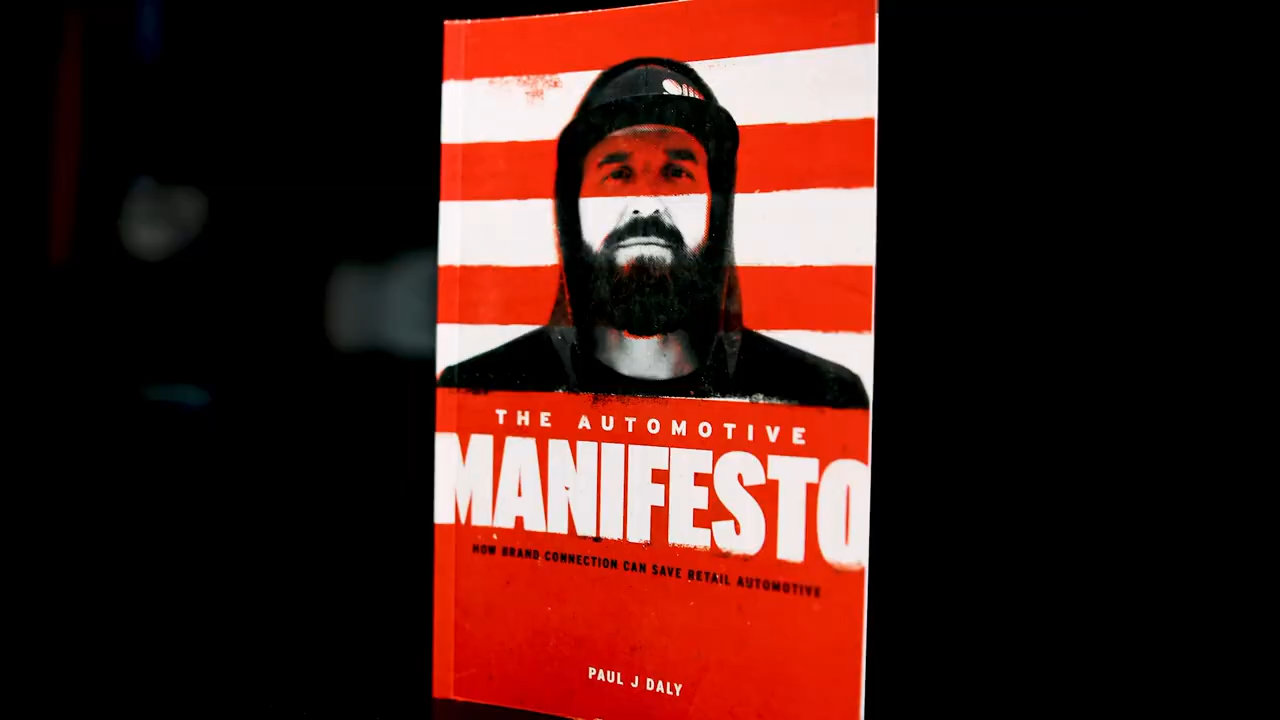 THE AUTOMOTIVE
MANIFESTO
HOW BRAND CONNECTION CAN SAVE RETAIL AUTOMOTIVE
PAUL J DALY